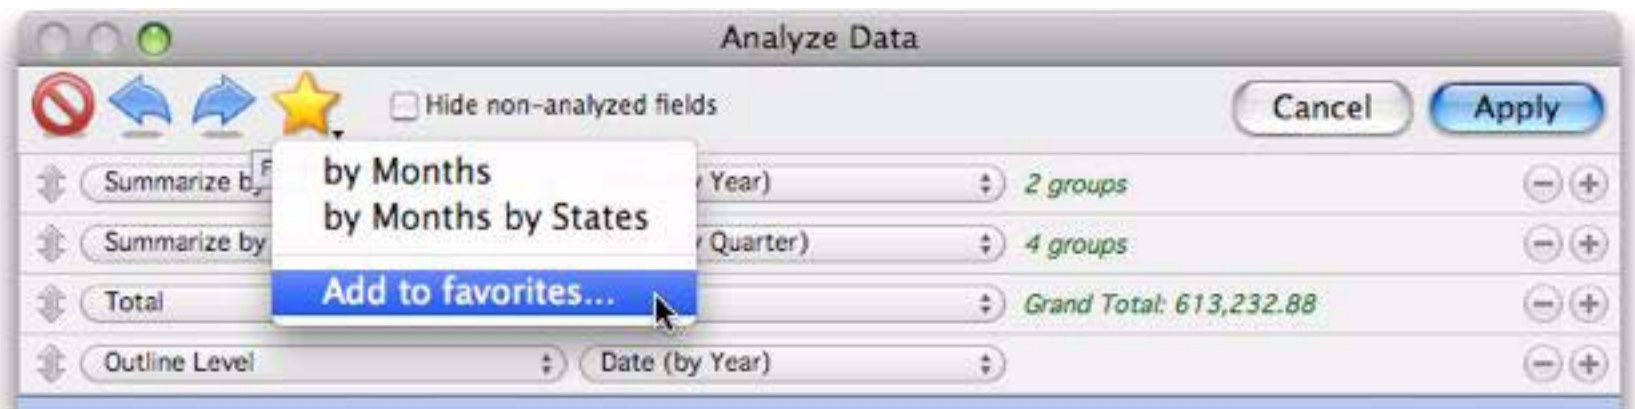 Analyze Data
Hide non-analyzed fields
Cancel
Apply
by Months
by Months by States
Add to favorites...
Summarize by
Year)
2 groups
Summarize by
Quarter)
4 groups
Total
Grand Total: 613,232.88
Outline Level
Date (by Year)